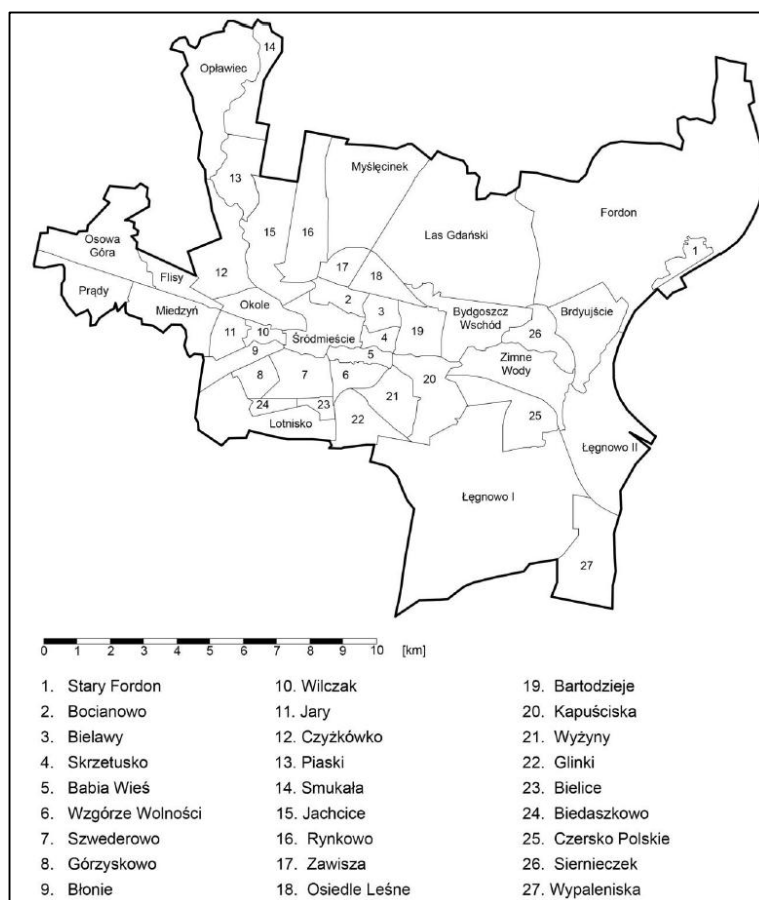 14
Opławiec
Myślęcinek
13
Fordon
15
16
Las Gdański
Osowa
Góra
1
12
17
18
Flisy
Prądy
Okole
2
Miedzyń
3
Bydgoszcz
Wschód
Brdyujście
11
10
Śródmieście
4
19
26
9
5
Zimne
Wody
8
7
6
20
21
24
23
25
Lotnisko
22
Łęgnowo II
Łęgnowo I
27
0 1 2 3 4 5 6 7 8 9 10 [km]
1. Stary Fordon
2. Bocianowo
3. Bielawy
4. Skrzetusko
5. Babia Wieś
6. Wzgórze Wolności
7. Szwederowo
8. Górzyskowo
9. Błonie
10. Wilczak
11. Jary
12. Czyżkówko
13. Piaski
14. Smukała
15. Jachcice
16. Rynkowo
17. Zawisza
18. Osiedle Leśne
19. Bartodzieje
20. Kapuściska
21. Wyżyny
22. Glinki
23. Bielice
24. Biedaszkowo
25. Czersko Polskie
26. Siernieczek
27. Wypaleniska